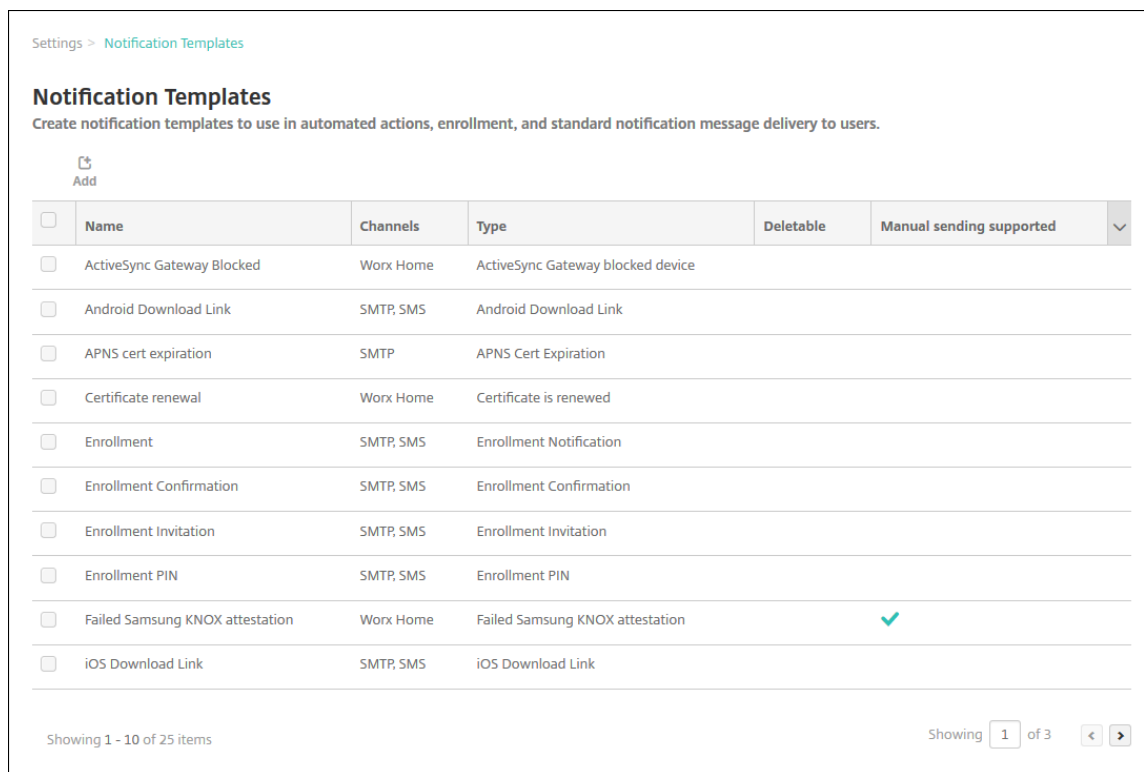 Settings > Notification Templates
Notification Templates
Create notification templates to use in automated actions, enrollment, and standard notification message delivery to users.
Add
Name Channels Type Deletable Manual sending supported
ActiveSync Gateway Blocked Worx Home ActiveSync Gateway blocked device
Android Download Link SMTP, SMS Android Download Link
APNS cert expiration SMTP APNS Cert Expiration
Certificate renewal Worx Home Certificate is renewed
Enrollment SMTP, SMS Enrollment Notification
Enrollment Confirmation SMTP, SMS Enrollment Confirmation
Enrollment Invitation SMTP, SMS Enrollment Invitation
Enrollment PIN SMTP, SMS Enrollment PIN
Failed Samsung KNOX attestation Worx Home Failed Samsung KNOX attestation
iOS Download Link SMTP, SMS iOS Download Link
Showing 1 - 10 of 25 items Showing 1 of 3